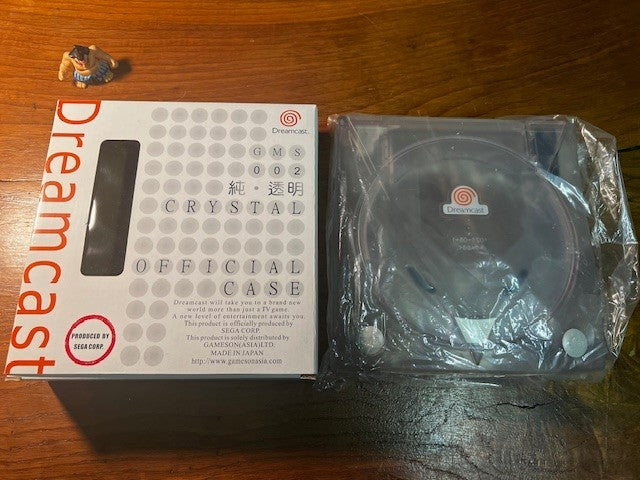 Dreamcast
Dreamcast.
GMS
002
純・透明
CRYSTAL
OFFICIAL
CASE
Dreamcast will take you in a brand new
world more than just a TV game.
A new level of entertainment awaits you.
This product is officially produced by
SEGA CORP.
This product is solely distributed by
GAMESON(ASIA)LTD.
MADE IN JAPAN
http://www.gamesonasia.com
PRODUCED BY
SEGA CORP.
Dreamcast